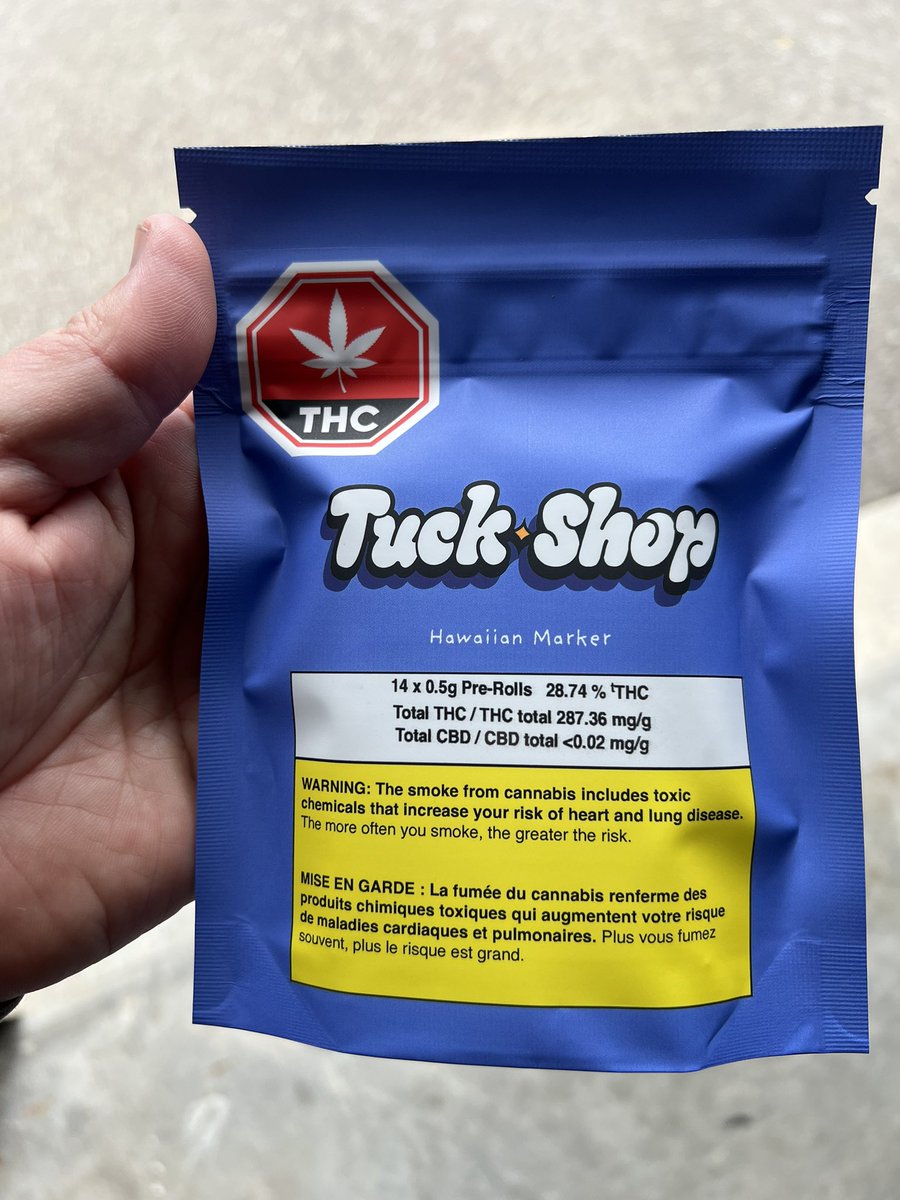 THC
Tuck Shop
Hawaiian Marker
14 x 0.5g Pre-Rolls 28.74 % ᵗTHC
Total THC / THC total 287.36 mg/g
Total CBD / CBD total <0.02 mg/g
WARNING: The smoke from cannabis includes toxic
chemicals that increase your risk of heart and lung disease.
The more often you smoke, the greater the risk.
MISE EN GARDE : La fumée du cannabis renferme des
produits chimiques toxiques qui augmentent votre risque
de maladies cardiaques et pulmonaires. Plus vous fumez
souvent, plus le risque est grand.